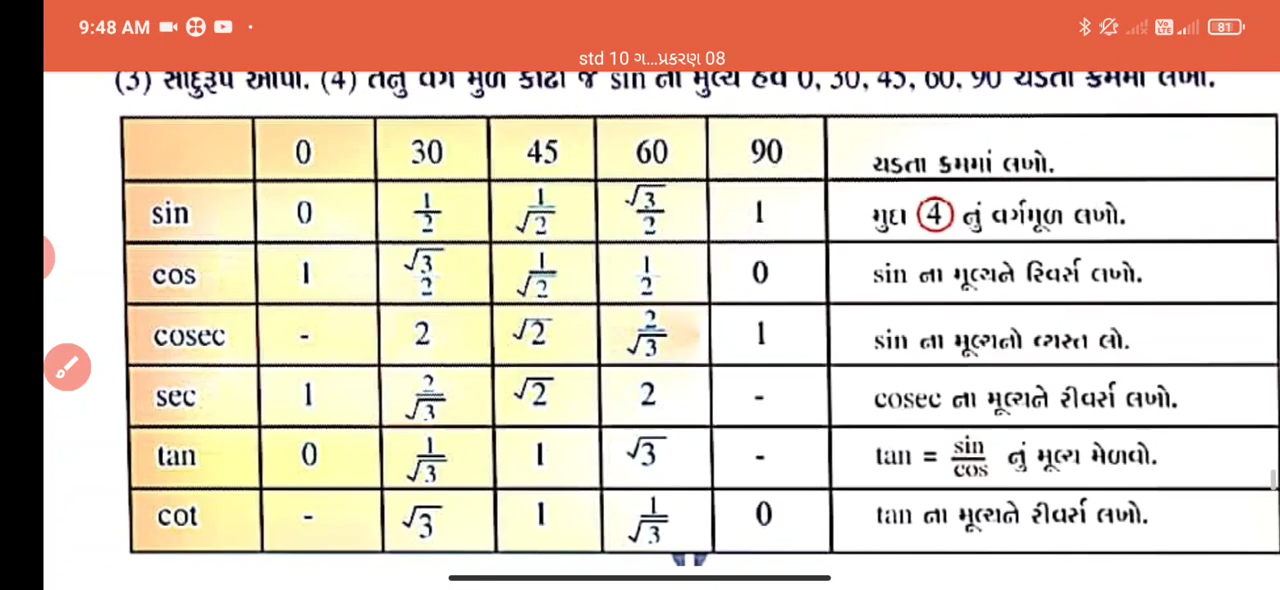 9:48 AM
81
std 10 ગ...પ્રકરણ 08
(3) સાદુરૂપ આપો. (4) તેનું વર્ગ મુળ કાઢો જે sin ના મુલ્ય હવે 0, 30, 45, 60, 90 ચડતા ક્રમમાં લખો.
0 30 45 60 90 ચડતા ક્રમમાં લખો.
sin 0 1/2 1/√2 √3/2 1 મુદ્દા 4 નું વર્ગમૂળ લખો.
cos 1 √3/2 1/√2 1/2 0 sin ના મૂલ્યને રિવર્સ લખો.
cosec - 2 √2 2/√3 1 sin ના મૂલ્યનો વ્યસ્ત લો.
sec 1 2/√3 √2 2 - cosec ના મૂલ્યને રીવર્સ લખો.
tan 0 1/√3 1 √3 - tan = sin/cos નું મૂલ્ય મેળવો.
cot - √3 1 1/√3 0 tan ના મૂલ્યને રીવર્સ લખો.